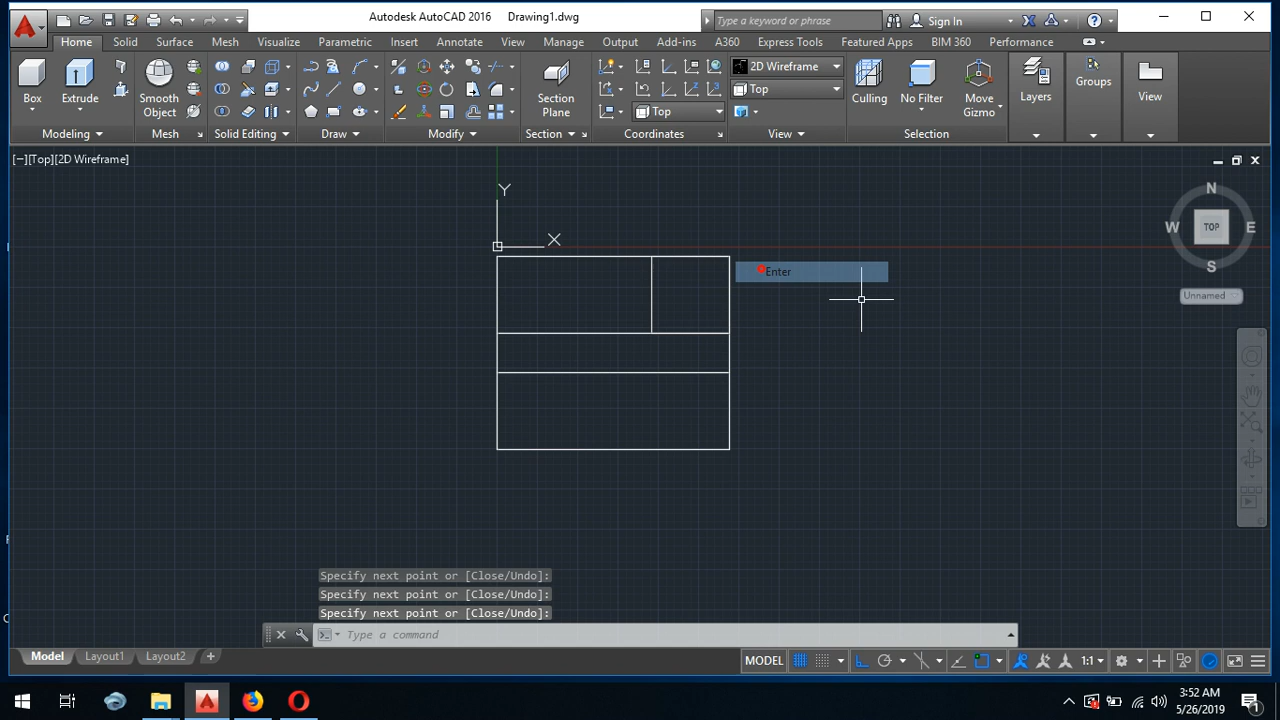 Autodesk AutoCAD 2016 Drawing1.dwg
Type a keyword or phrase
Sign In
Home Solid Surface Mesh Visualize Parametric Insert Annotate View Manage Output Add-ins A360 Express Tools Featured Apps BIM 360 Performance
Box
Extrude
Smooth
Object
Section
Plane
2D Wireframe
Top
Top
Culling
No Filter
Move
Gizmo
Layers
Groups
View
Modeling
Mesh
Solid Editing
Draw
Modify
Section
Coordinates
View
Selection
[−][Top][2D Wireframe]
Y
X
N
W
TOP
E
S
Unnamed
Enter
Specify next point or [Close/Undo]:
Specify next point or [Close/Undo]:
Specify next point or [Close/Undo]:
Type a command
Model Layout1 Layout2
MODEL
1:1
3:52 AM
5/26/2019
1